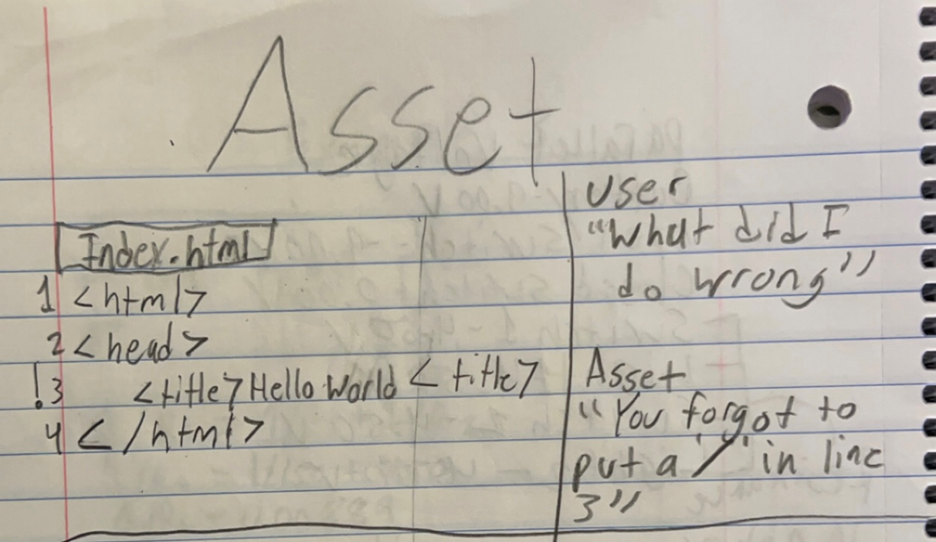 Asset
Index.html
1 <html>
2 <head>
!3 <title>Hello World <title>
4 </html>
user
"What did I
do wrong"
Asset
"You forgot to
put a '/' in line
3"